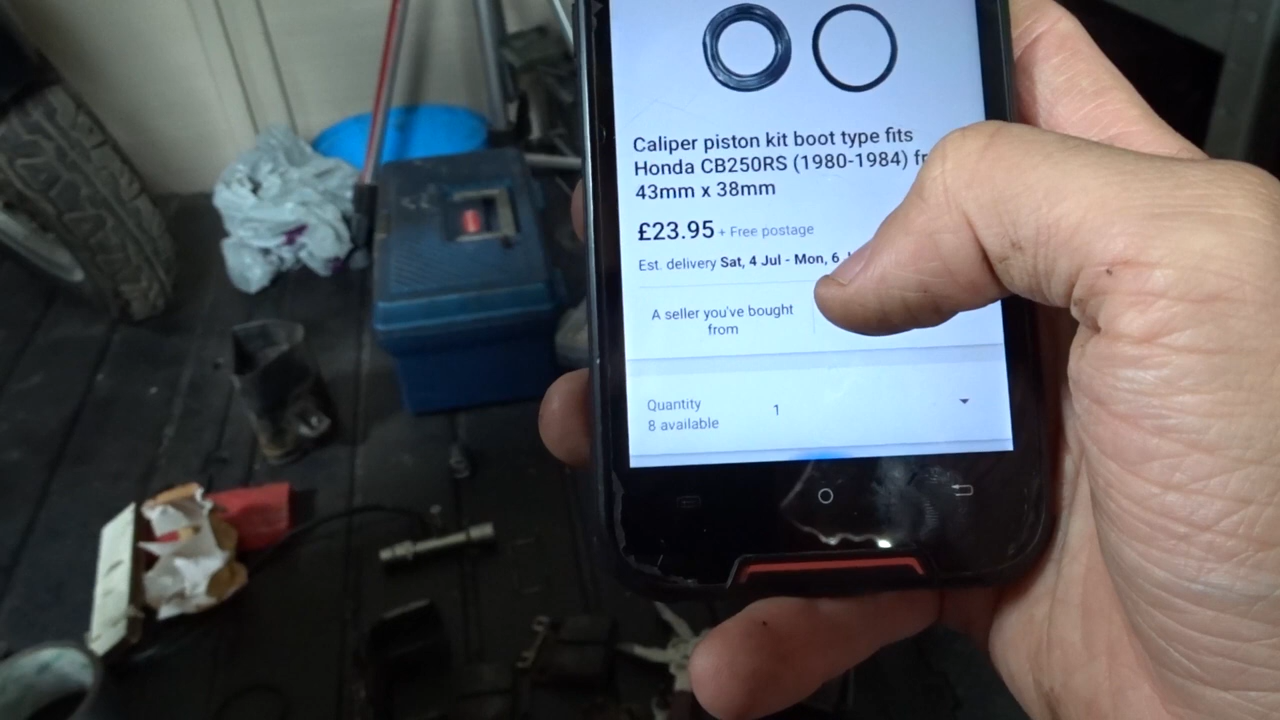 Caliper piston kit boot type fits
Honda CB250RS (1980-1984) fr
43mm x 38mm
£23.95 + Free postage
Est. delivery Sat, 4 Jul - Mon, 6
A seller you've bought
from
Quantity
8 available
1